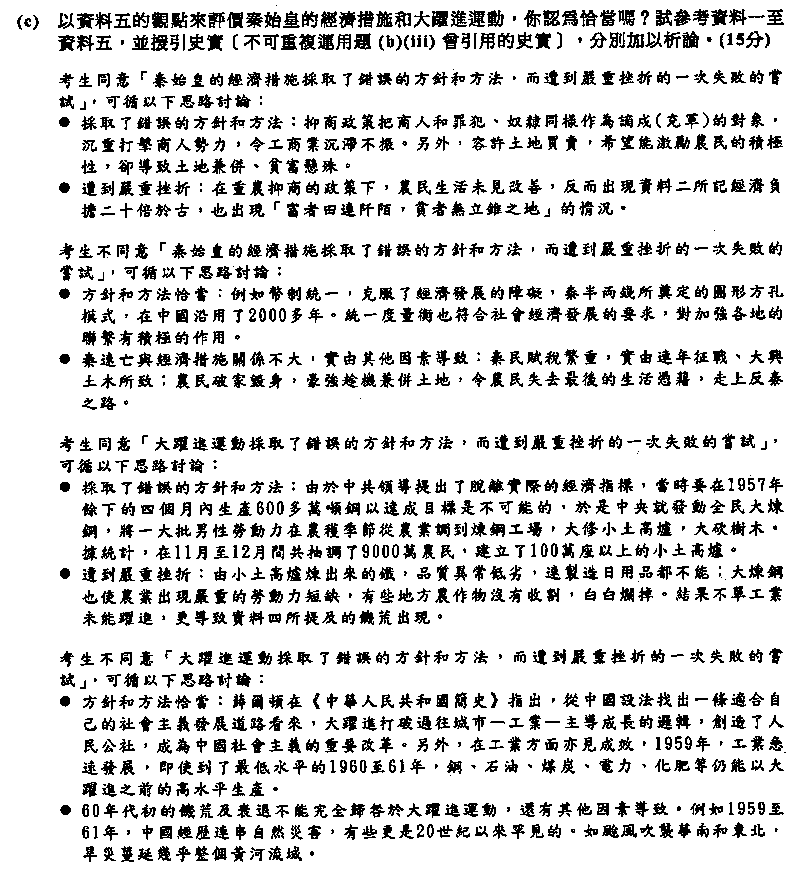 (c) 以資料五的觀點來評價秦始皇的經濟措施和大躍進運動，你認為恰當嗎？試參考資料一至
資料五，並援引史實〔不可重複運用題 (b)(iii) 曾引用的史實〕，分別加以析論。(15分)
考生同意「秦始皇的經濟措施採取了錯誤的方針和方法，而遭到嚴重挫折的一次失敗的嘗
試」，可循以下思路討論：
● 採取了錯誤的方針和方法：抑商政策把商人和罪犯、奴隸同樣作為謫戍(充軍)的對象，
沉重打擊商人勢力，令工商業沉滯不振。另外，容許土地買賣，希望能激勵農民的積極
性，卻導致土地兼併、貧富懸殊。
● 遭到嚴重挫折：在重農抑商的政策下，農民生活未見改善，反而出現資料二所記經濟負
擔二十倍於古，也出現「富者田連阡陌，貧者無立錐之地」的情況。
考生不同意「秦始皇的經濟措施採取了錯誤的方針和方法，而遭到嚴重挫折的一次失敗的
嘗試」，可循以下思路討論：
● 方針和方法恰當：例如幣制統一，克服了經濟發展的障礙，秦半兩錢所奠定的圓形方孔
模式，在中國沿用了2000多年。統一度量衡也符合社會經濟發展的要求，對加強各地的
聯繫有積極的作用。
● 秦速亡與經濟措施關係不大，實由其他因素導致：秦民賦稅繁重，實由連年征戰、大興
土木所致；農民破家毀身，豪強趁機兼併土地，令農民失去最後的生活憑藉，走上反秦
之路。
考生同意「大躍進運動採取了錯誤的方針和方法，而遭到嚴重挫折的一次失敗的嘗試」，
可循以下思路討論：
● 採取了錯誤的方針和方法：由於中共領導提出了脫離實際的經濟指標，當時要在1957年
餘下的四個月內生產600多萬噸鋼以達成目標是不可能的，於是中央就發動全民大煉
鋼，將一大批男性勞動力在農穫季節從農業調到煉鋼工場，大修小土高爐，大砍樹木。
據統計，在11月至12月間共抽調了9000萬農民，建立了100萬座以上的小土高爐。
● 遭到嚴重挫折：由小土高爐煉出來的鐵，品質異常低劣，連製造日用品都不能；大煉鋼
也使農業出現嚴重的勞動力短缺，有些地方農作物沒有收割，白白爛掉。結果不單工業
未能躍進，更導致資料四所提及的饑荒出現。
考生不同意「大躍進運動採取了錯誤的方針和方法，而遭到嚴重挫折的一次失敗的嘗
試」，可循以下思路討論：
● 方針和方法恰當：薛爾頓在《中華人民共和國簡史》指出，從中國設法找出一條適合自
己的社會主義發展道路看來，大躍進打破過往城市—工業—主導成長的邏輯，創造了人
民公社，成為中國社會主義的重要改革。另外，在工業方面亦見成效，1959年，工業急
速發展，即使到了最低水平的1960至61年，鋼、石油、煤炭、電力、化肥等仍能以大
躍進之前的高水平生產。
● 60年代初的饑荒及衰退不能完全歸咎於大躍進運動，還有其他因素導致。例如1959至
61年，中國經歷連串自然災害，有些更是20世紀以來罕見的。如颱風吹襲華南和東北，
旱災蔓延幾乎整個黃河流域。